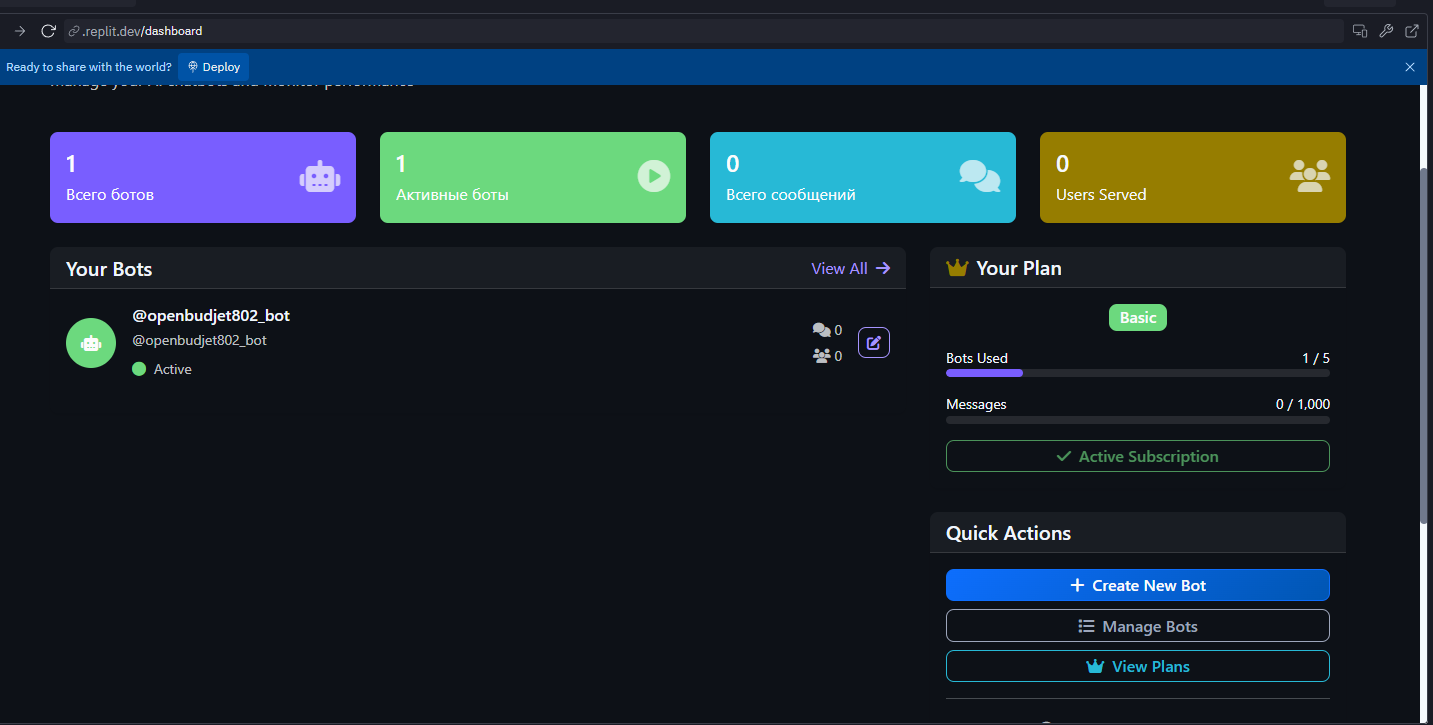 .replit.dev/dashboard
Ready to share with the world?
Deploy
1
Всего ботов
1
Активные боты
0
Всего сообщений
0
Users Served
Your Bots
View All
@openbudjet802_bot
@openbudjet802_bot
Active
0
0
Your Plan
Basic
Bots Used
1 / 5
Messages
0 / 1,000
Active Subscription
Quick Actions
Create New Bot
Manage Bots
View Plans